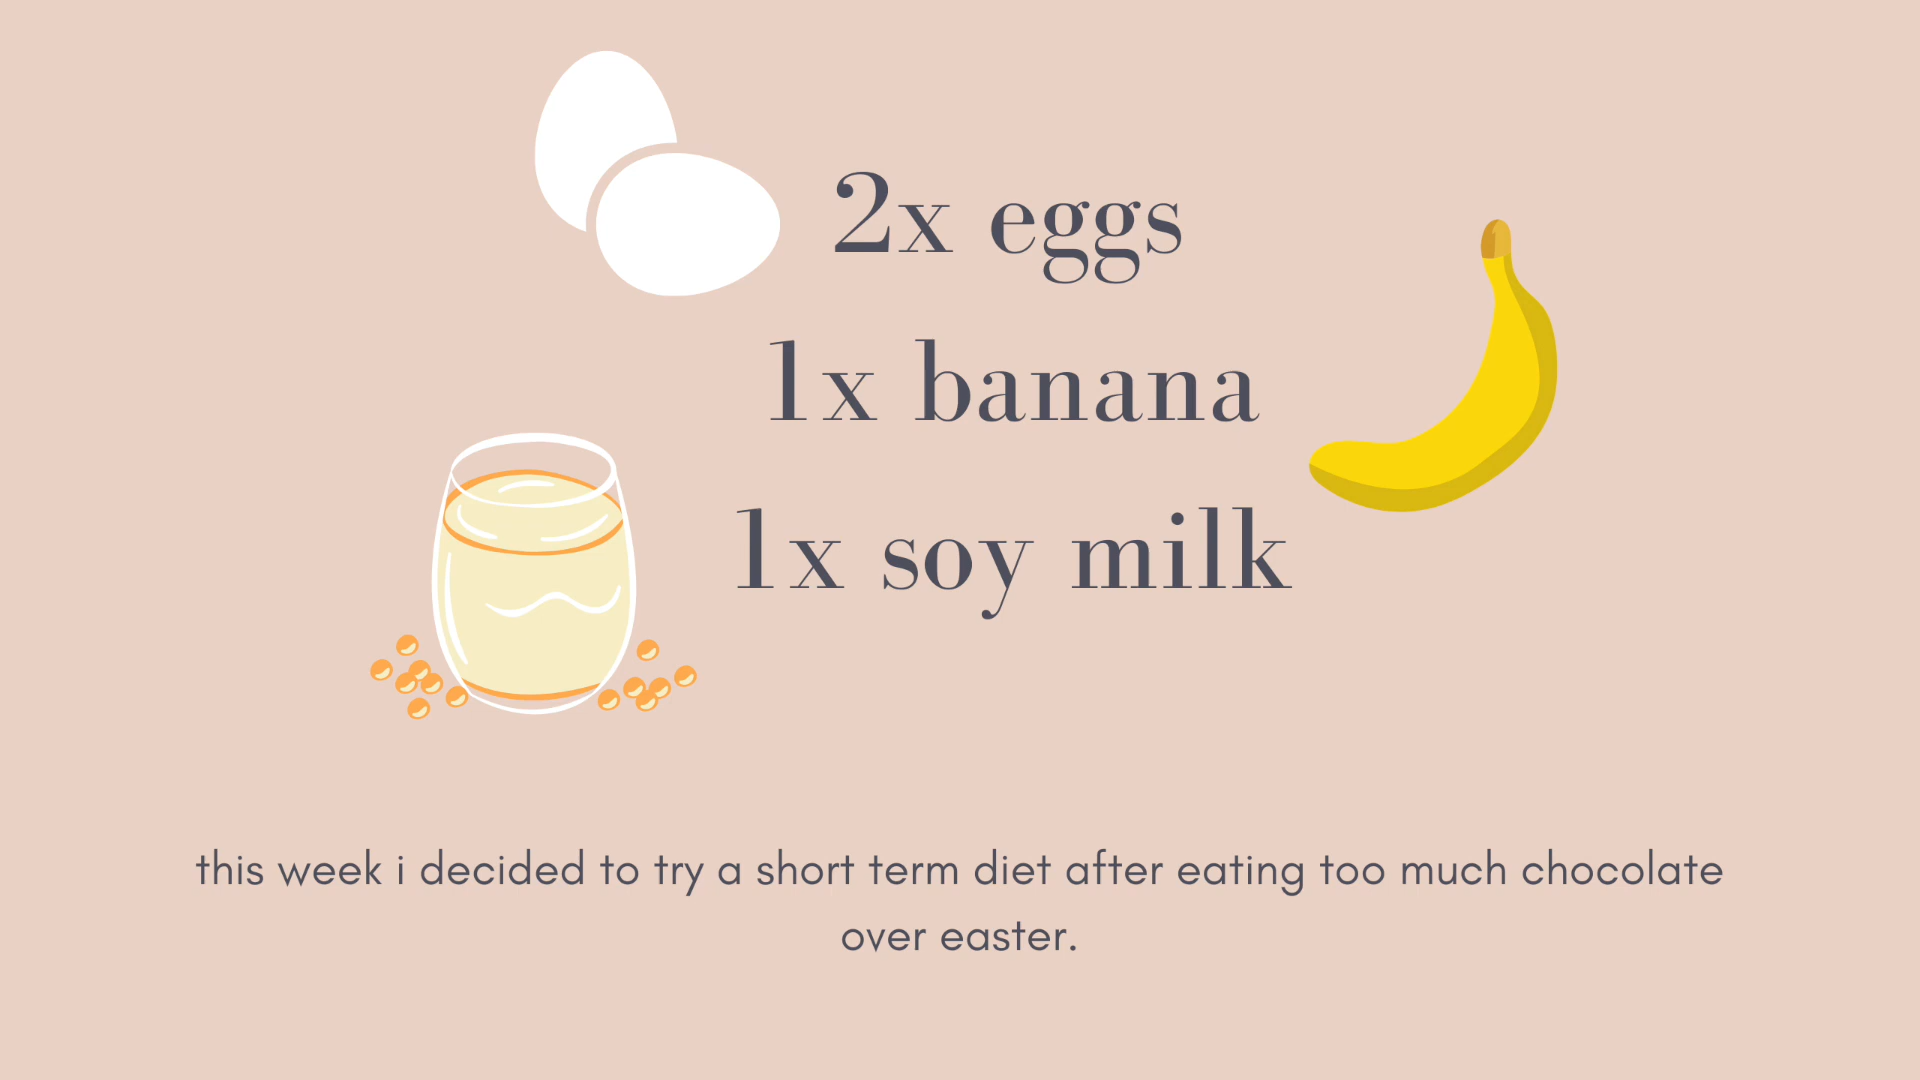 2x eggs
1x banana
1x soy milk
this week i decided to try a short term diet after eating too much chocolate
over easter.